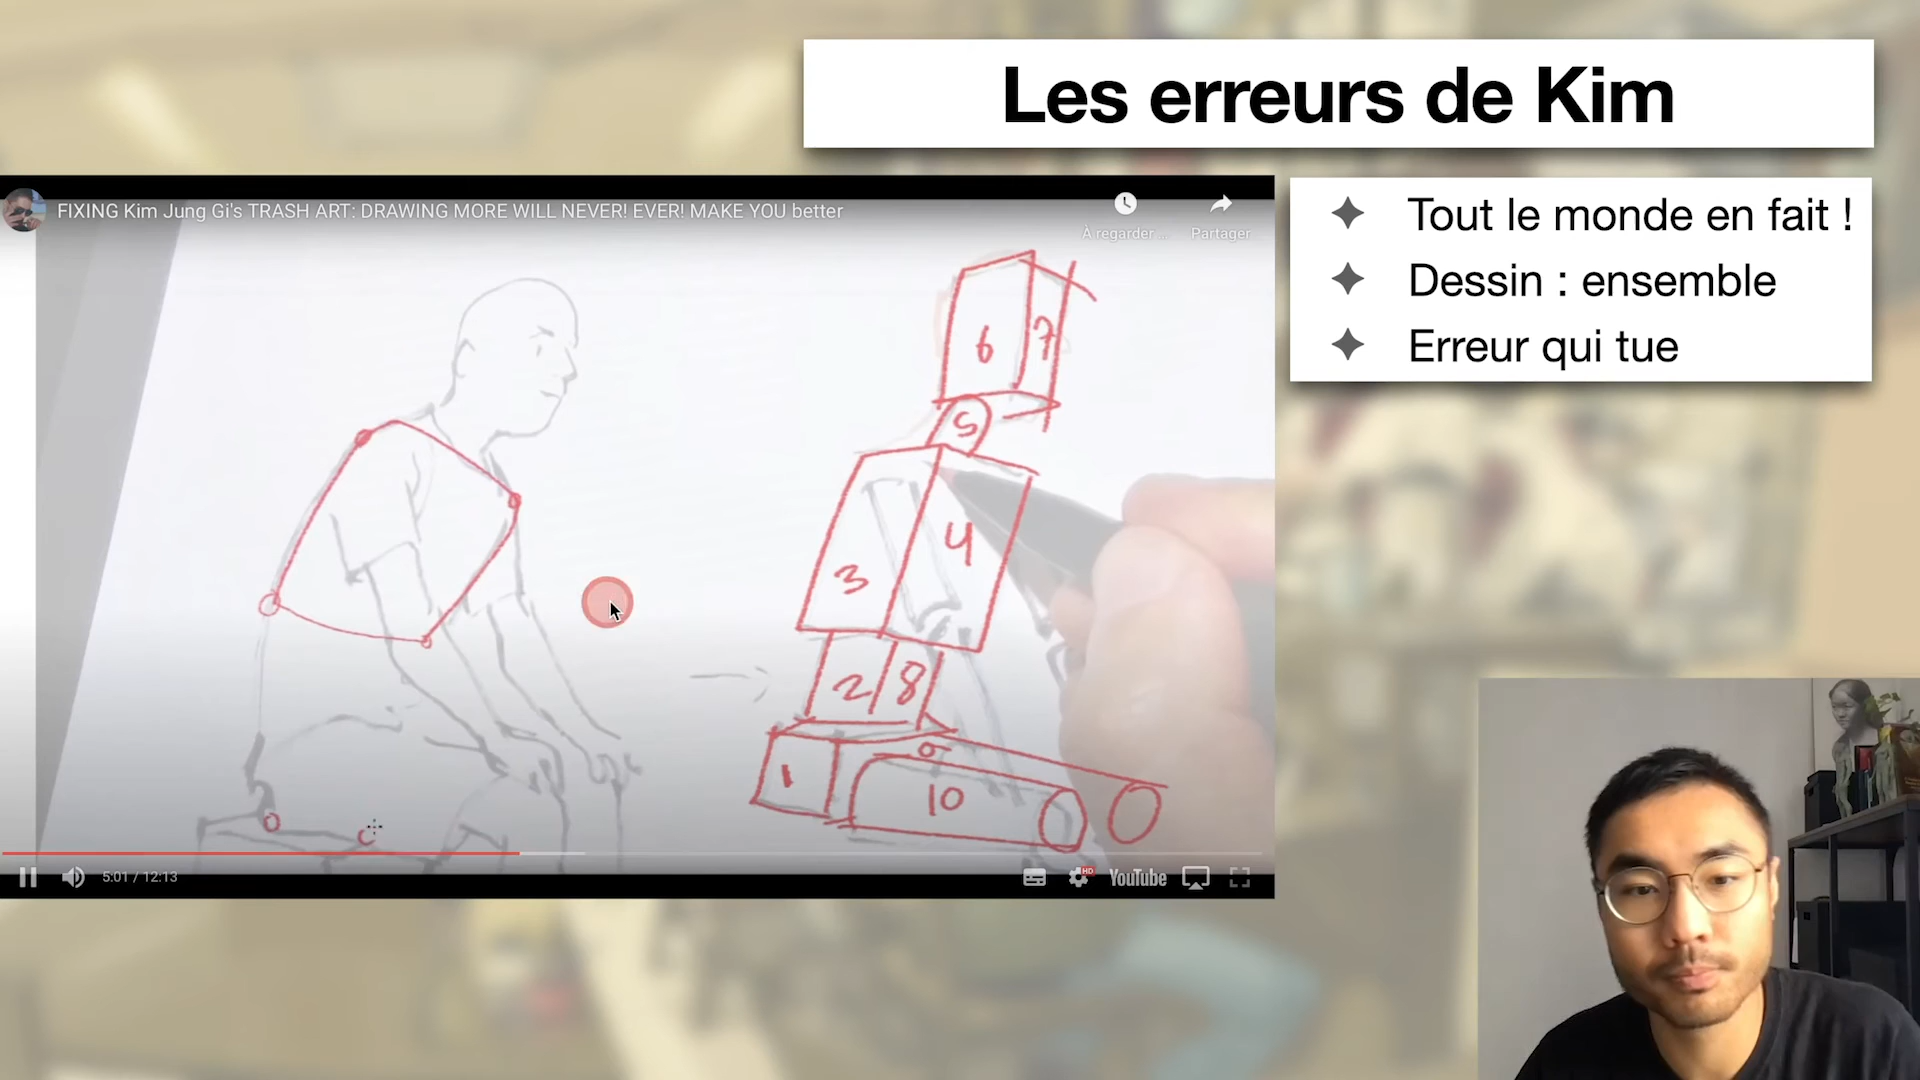 Les erreurs de Kim
FIXING Kim Jung Gi's TRASH ART: DRAWING MORE WILL NEVER! EVER! MAKE YOU better
À regarder ...
Partager
✦ Tout le monde en fait !
✦ Dessin : ensemble
✦ Erreur qui tue
6 7
5
4
3
2 8
1
9
10
5:01 / 12:13
HD
YouTube